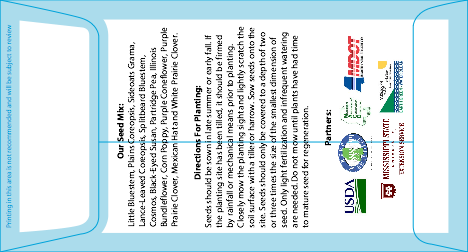 Printing in this area is not recommended and will be subject to review
Our Seed Mix:
Little Bluestem, Plains Coreopsis, Sideoats Grama,
Lance-Leaved Coreopsis, Splitbeard Bluestem,
Cosmos, Black-Eyed Susan, Partridge Pea, Illinois
Bundleflower, Corn Poppy, Purple Coneflower, Purple
Prairie Clover, Mexican Hat and White Prairie Clover.
Directions For Planting:
Seeds should be sown in late summer or early fall. If
the planting site has been tilled, it should be firmed
by rainfall or mechanical means prior to planting.
Closely mow the planting sight and lightly scratch the
soil surface with a tiller or harrow. Sow seeds onto the
site. Seeds should only be covered to a depth of two
or three times the size of the smallest dimension of
seed. Only light fertilization and infrequent watering
are needed. Do not mow until plants have had time
to mature seed for regeneration.
Partners:
USDA
MDOT
MISSISSIPPI STATE
EXTENSION SERVICE